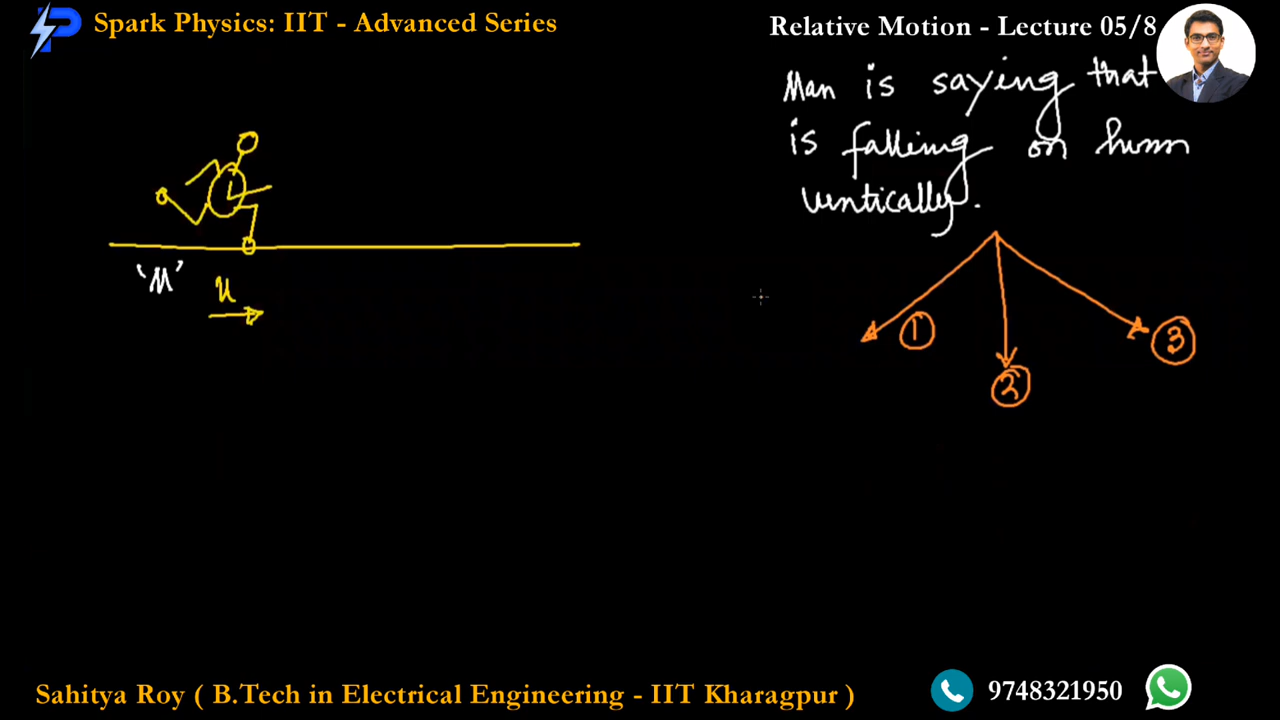 Spark Physics: IIT - Advanced Series
Relative Motion - Lecture 05/8
Man is saying that
is falling on him
vertically.
'M'
u
1
2
3
Sahitya Roy ( B.Tech in Electrical Engineering - IIT Kharagpur )
9748321950